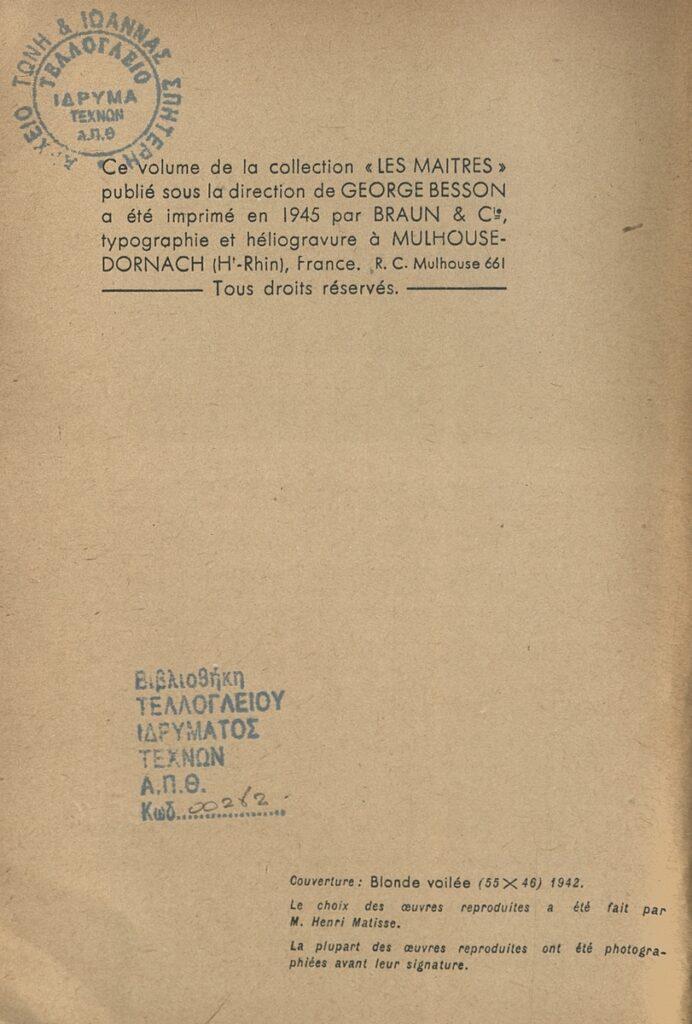 ΑΡΧΕΙΟ ΤΩΝΗ & ΙΩΑΝΝΑΣ ΣΠΗΤΕΡΗ
ΤΕΛΛΟΓΛΕΙΟ
ΙΔΡΥΜΑ
ΤΕΧΝΩΝ
Α.Π.Θ
Ce volume de la collection « LES MAITRES »
publié sous la direction de GEORGE BESSON
a été imprimé en 1945 par BRAUN & Cie,
typographie et héliogravure à MULHOUSE-
DORNACH (Ht-Rhin), France. R. C. Mulhouse 661
Tous droits réservés.
Βιβλιοθήκη
ΤΕΛΛΟΓΛΕΙΟΥ
ΙΔΡΥΜΑΤΟΣ
ΤΕΧΝΩΝ
Α.Π.Θ.
Κωδ.
Couverture : Blonde voilée (55 × 46) 1942.
Le choix des œuvres reproduites a été fait par
M. Henri Matisse.
La plupart des œuvres reproduites ont été photogra-
phiées avant leur signature.